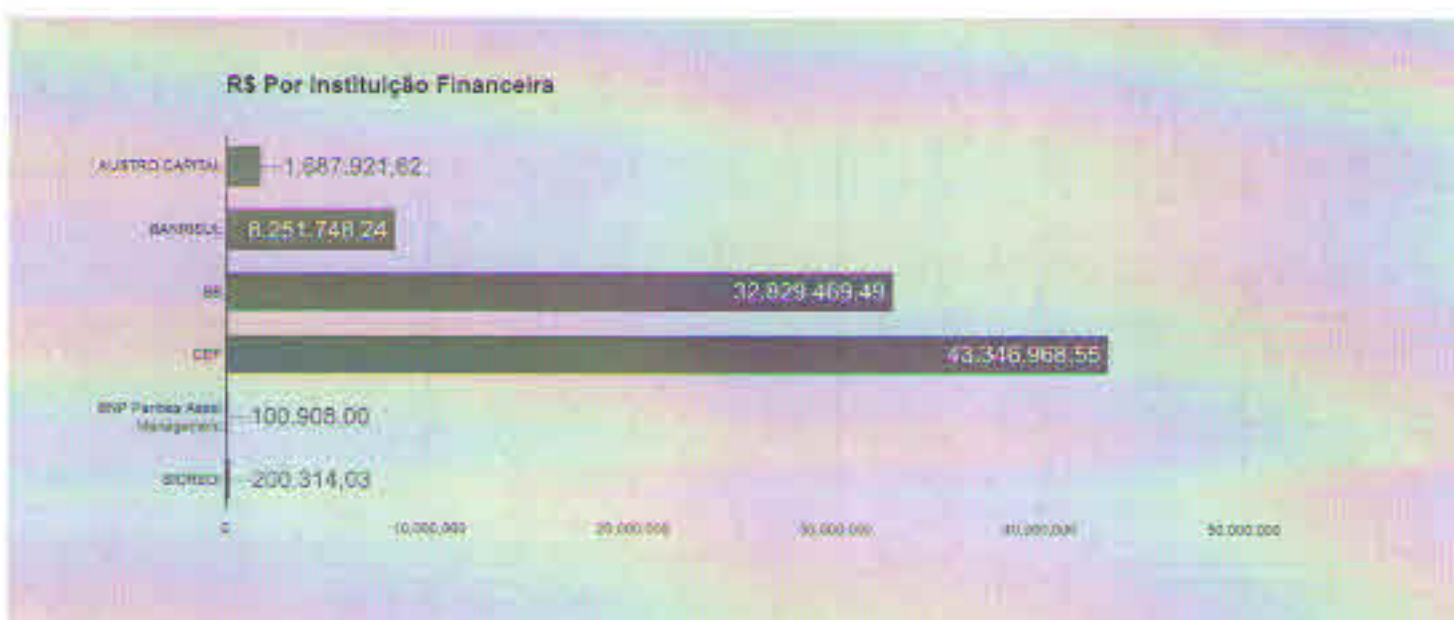 R$ Por Instituição Financeira
AUSTRO CAPITAL
1.687.921,62
BANRISUL
8.251.748.24
BB
32.829.469.49
CEF
43.346.968.55
BNP Paribas Asset
Management
100.908.00
SICREDI
200.314,03
0
10.000.000
20.000.000
30.000.000
40.000.000
50.000.000